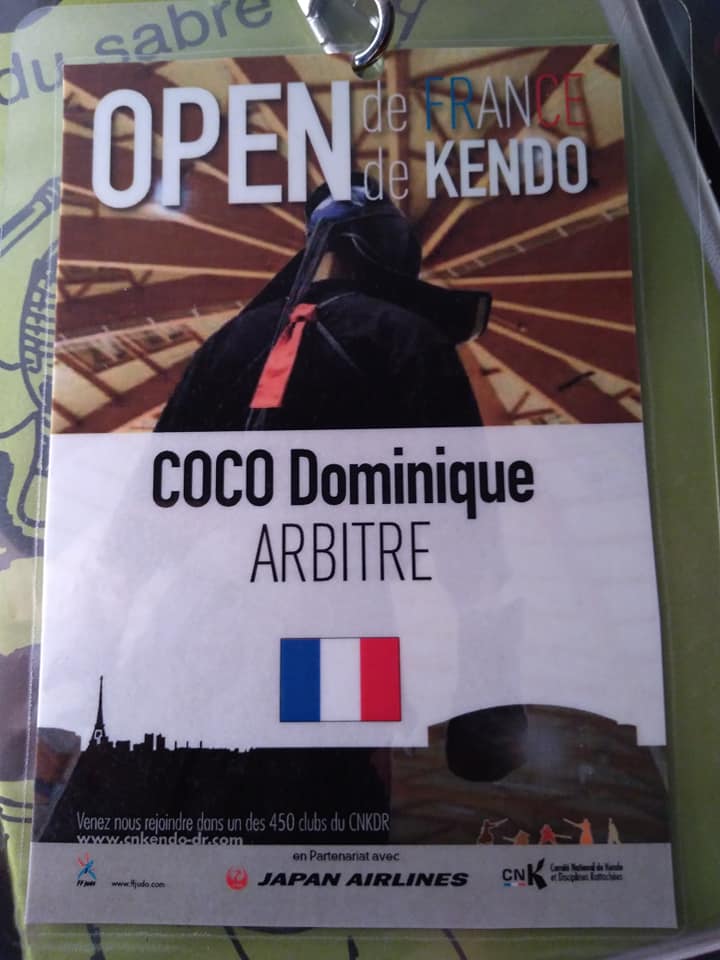 du sabre
OPEN de FRANCE
de KENDO
COCO Dominique
ARBITRE
Venez nous rejoindre dans un des 450 clubs du CNKDR
www.cnkendo-dr.com
en Partenariat avec
FF Judo www.ffjudo.com JAPAN AIRLINES CNK Comité National de Kendo
et Disciplines Rattachées